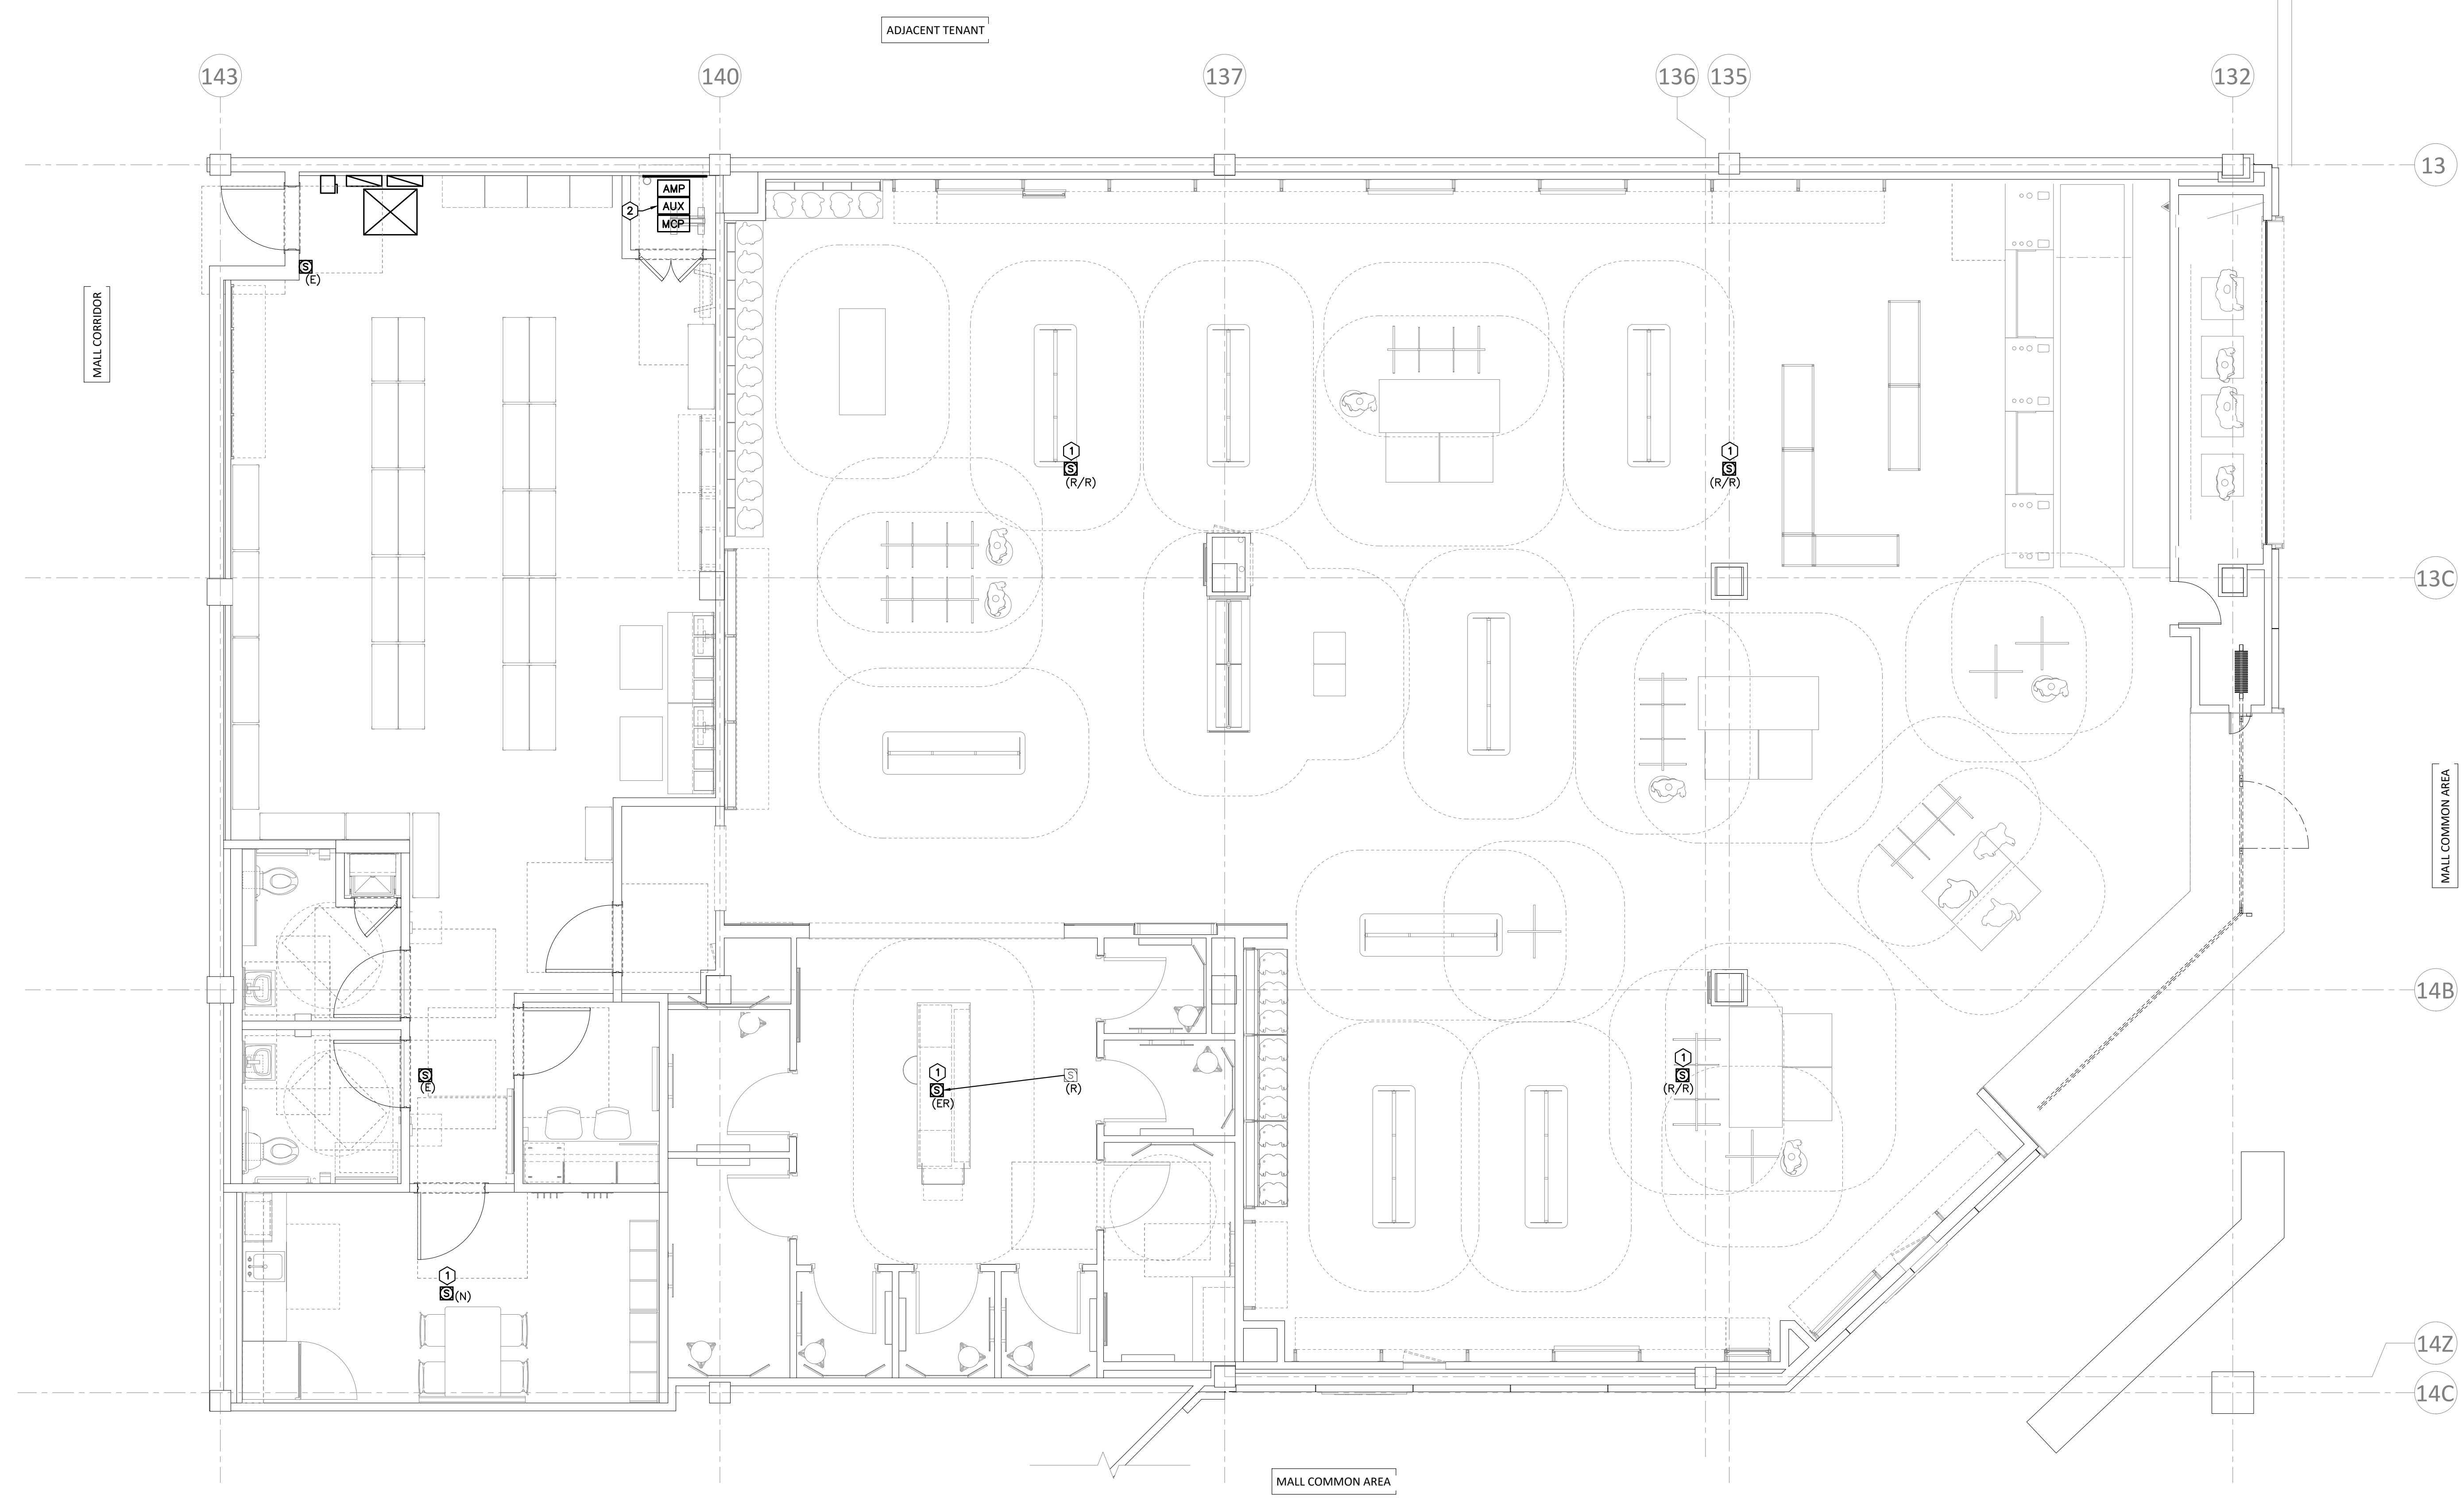 ADJACENT TENANT
143
140
137
136
135
132
13
AMP
2
AUX
MCP
S
(E)
MALL CORRIDOR
1
S
(R/R)
1
S
(R/R)
13C
MALL COMMON AREA
14B
S
(E)
1
S
(ER)
S
(R)
1
S
(R/R)
1
S
(N)
14Z
14C
MALL COMMON AREA